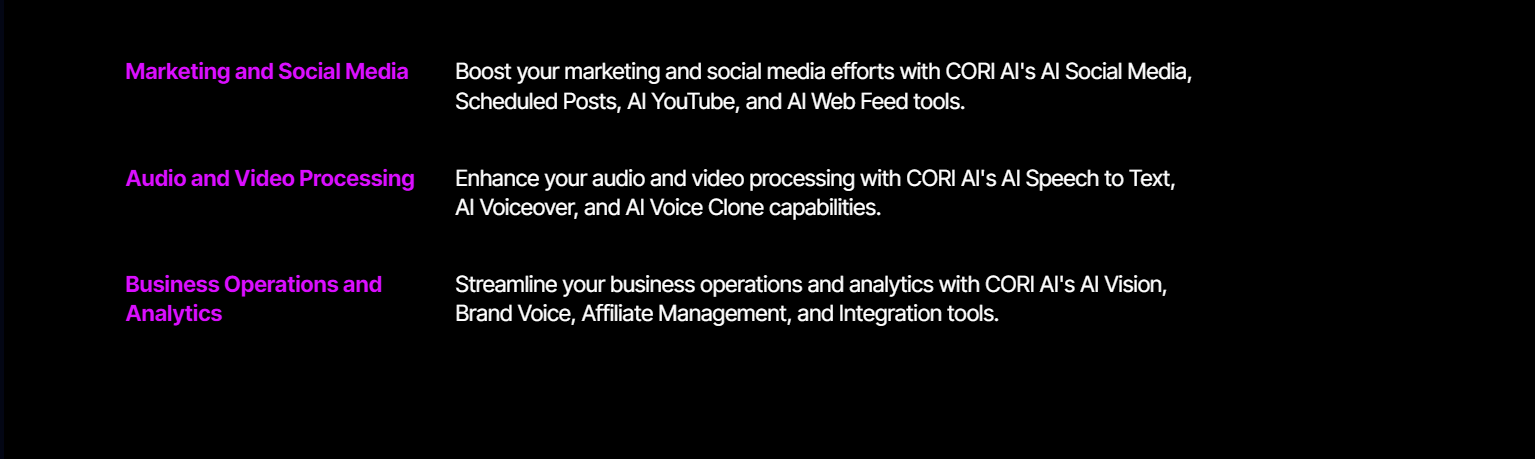 Marketing and Social Media
Boost your marketing and social media efforts with CORI AI's AI Social Media,
Scheduled Posts, AI YouTube, and AI Web Feed tools.
Audio and Video Processing
Enhance your audio and video processing with CORI AI's AI Speech to Text,
AI Voiceover, and AI Voice Clone capabilities.
Business Operations and
Analytics
Streamline your business operations and analytics with CORI AI's AI Vision,
Brand Voice, Affiliate Management, and Integration tools.